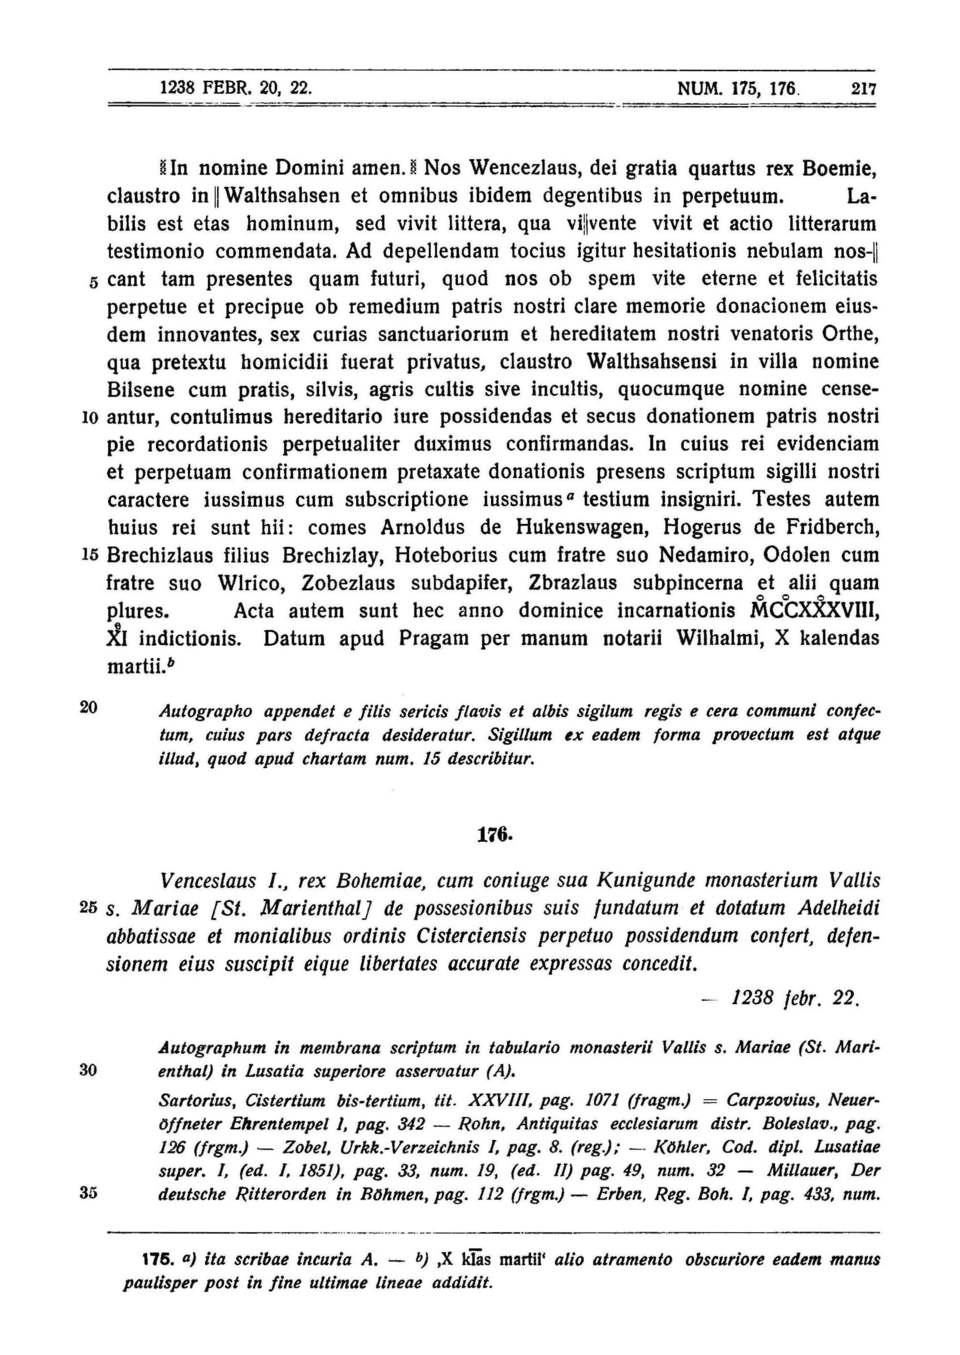 1238 FEBR. 20, 22. NUM. 175, 176. 217
⸾In nomine Domini amen.⸾ Nos Wencezlaus, dei gratia quartus rex Boemie,
claustro in || Walthsahsen et omnibus ibidem degentibus in perpetuum. La-
bilis est etas hominum, sed vivit littera, qua vi||vente vivit et actio litterarum
testimonio commendata. Ad depellendam tocius igitur hesitationis nebulam nos-||
5 cant tam presentes quam futuri, quod nos ob spem vite eterne et felicitatis
perpetue et precipue ob remedium patris nostri clare memorie donacionem eius-
dem innovantes, sex curias sanctuariorum et hereditatem nostri venatoris Orthe,
qua pretextu homicidii fuerat privatus, claustro Walthsahsensi in villa nomine
Bilsene cum pratis, silvis, agris cultis sive incultis, quocumque nomine cense-
10 antur, contulimus hereditario iure possidendas et secus donationem patris nostri
pie recordationis perpetualiter duximus confirmandas. In cuius rei evidenciam
et perpetuam confirmationem pretaxate donationis presens scriptum sigilli nostri
caractere iussimus cum subscriptione iussimus a testium insigniri. Testes autem
huius rei sunt hii: comes Arnoldus de Hukenswagen, Hogerus de Fridberch,
15 Brechizlaus filius Brechizlay, Hoteborius cum fratre suo Nedamiro, Odolen cum
fratre suo Wlrico, Zobezlaus subdapifer, Zbrazlaus subpincerna et alii quam
plures. Acta autem sunt hec anno dominice incarnationis M̊CC̊XXX̊VIII,
XI indictionis. Datum apud Pragam per manum notarii Wilhalmi, X kalendas
martii.b
20 Autographo appendet e filis sericis flavis et albis sigilum regis e cera communi confec-
tum, cuius pars defracta desideratur. Sigillum ex eadem forma provectum est atque
illud, quod apud chartam num. 15 describitur.
176.
Venceslaus I., rex Bohemiae, cum coniuge sua Kunigunde monasterium Vallis
25 s. Mariae [St. Marienthal] de possesionibus suis fundatum et dotatum Adelheidi
abbatissae et monialibus ordinis Cisterciensis perpetuo possidendum confert, defen-
sionem eius suscipit eique libertates accurate expressas concedit.
— 1238 febr. 22.
Autographum in membrana scriptum in tabulario monasterii Vallis s. Mariae (St. Mari-
30 enthal) in Lusatia superiore asservatur (A).
Sartorius, Cistertium bis-tertium, tit. XXVIII, pag. 1071 (fragm.) = Carpzovius, Neuer-
öffneter Ehrentempel I, pag. 342 — Rohn, Antiquitas ecclesiarum distr. Boleslav., pag.
126 (frgm.) — Zobel, Urkk.-Verzeichnis I, pag. 8. (reg.); — Köhler, Cod. dipl. Lusatiae
super. I, (ed. I, 1851), pag. 33, num. 19, (ed. II) pag. 49, num. 32 — Millauer, Der
35 deutsche Ritterorden in Böhmen, pag. 112 (frgm.) — Erben, Reg. Boh. I, pag. 433, num.
175. a) ita scribae incuria A. — b) ‚X kl̅as martii‘ alio atramento obscuriore eadem manus
paulisper post in fine ultimae lineae addidit.